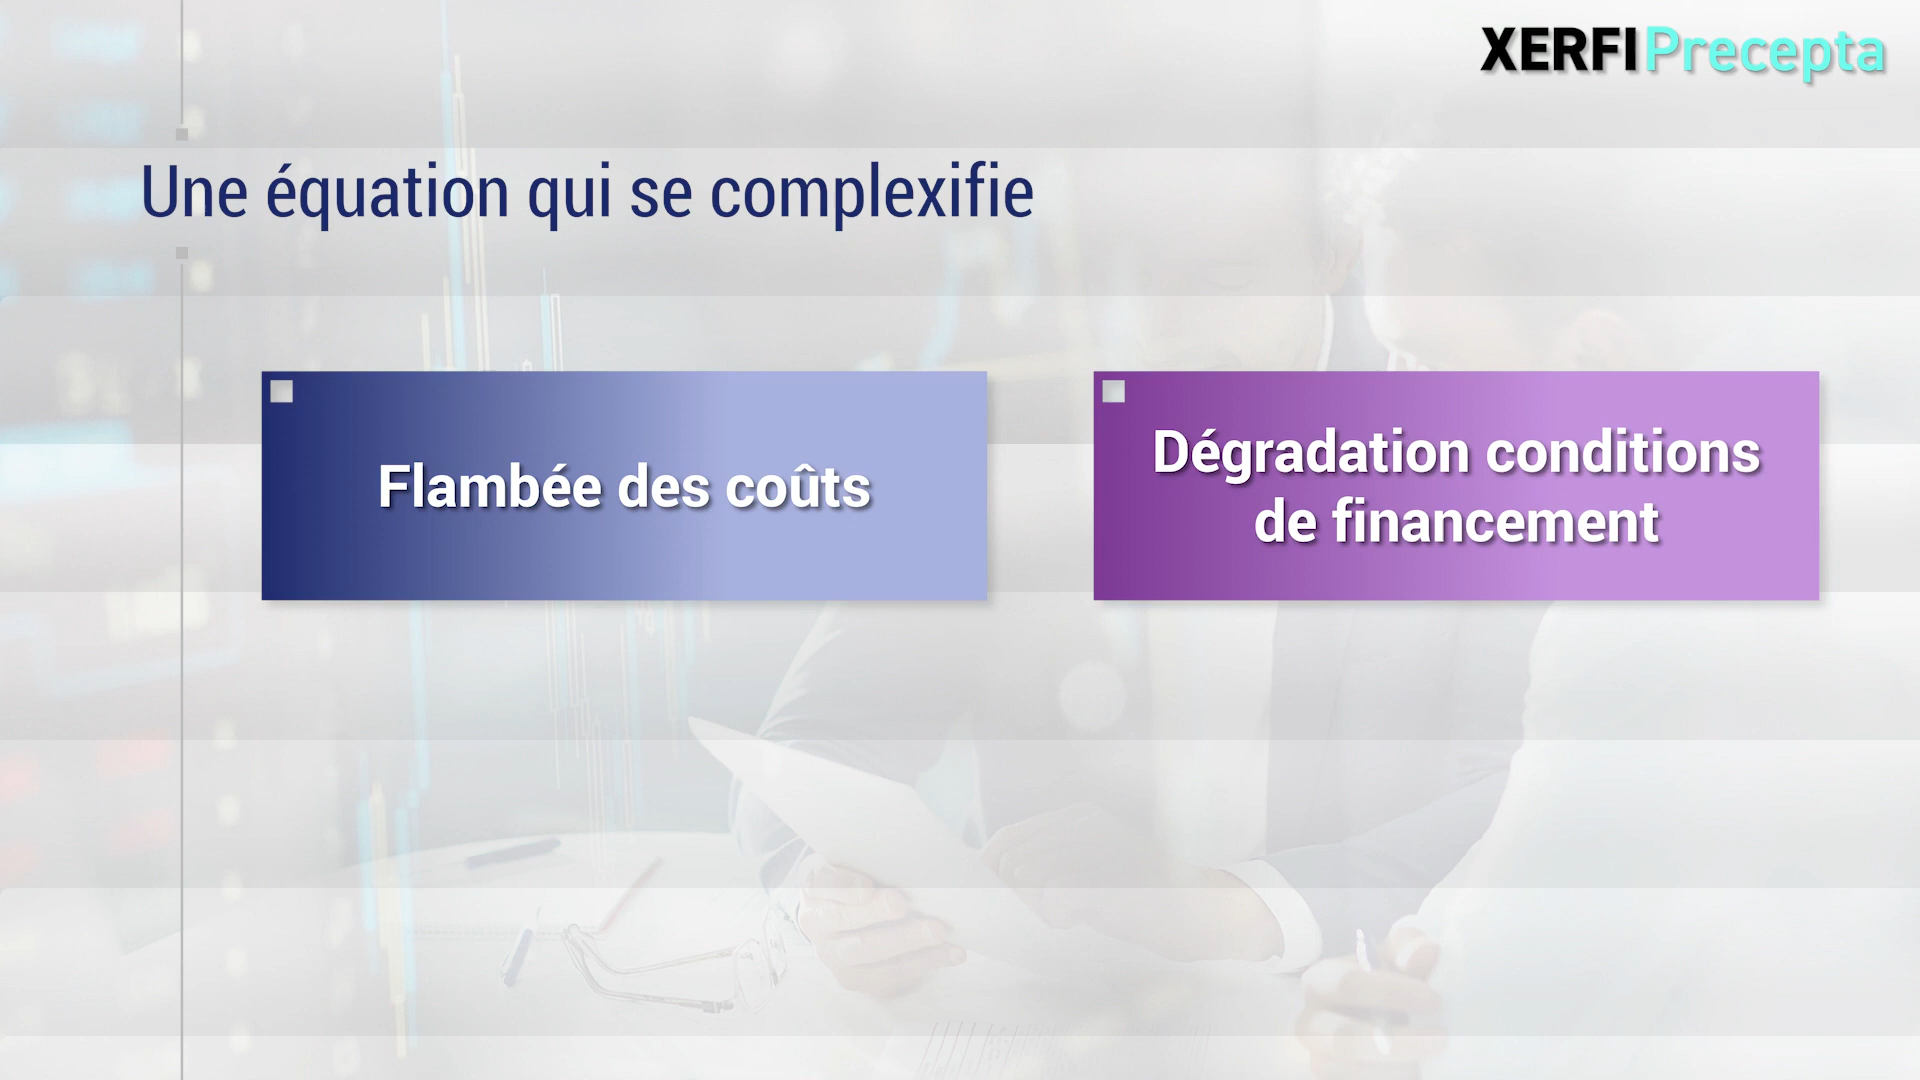 XERFI Precepta
Une équation qui se complexifie
Flambée des coûts
Dégradation conditions
de financement